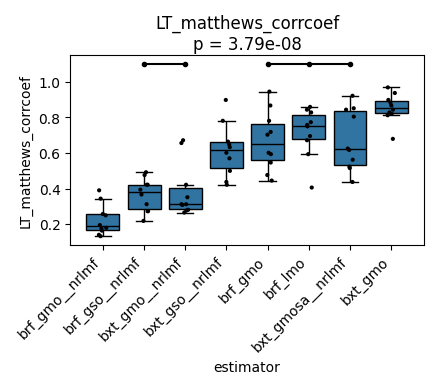 LT_matthews_corrcoef
p = 3.79e-08
LT_matthews_corrcoef
1.0
0.8
0.6
0.4
0.2
brf_gmo__nrlmf
brf_gso__nrlmf
bxt_gmo__nrlmf
bxt_gso__nrlmf
brf_gmo
brf_lmo
bxt_gmosa__nrlmf
bxt_gmo
estimator